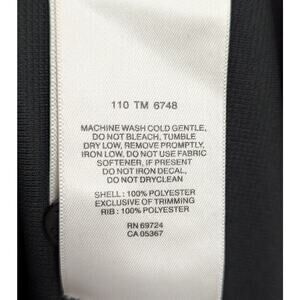 110 TM 6748
MACHINE WASH COLD GENTLE,
DO NOT BLEACH, TUMBLE
DRY LOW, REMOVE PROMPTLY,
IRON LOW, DO NOT USE FABRIC
SOFTENER, IF PRESENT
DO NOT IRON DECAL,
DO NOT DRYCLEAN
SHELL : 100% POLYESTER
EXCLUSIVE OF TRIMMING
RIB : 100% POLYESTER
RN 69724
CA 05367